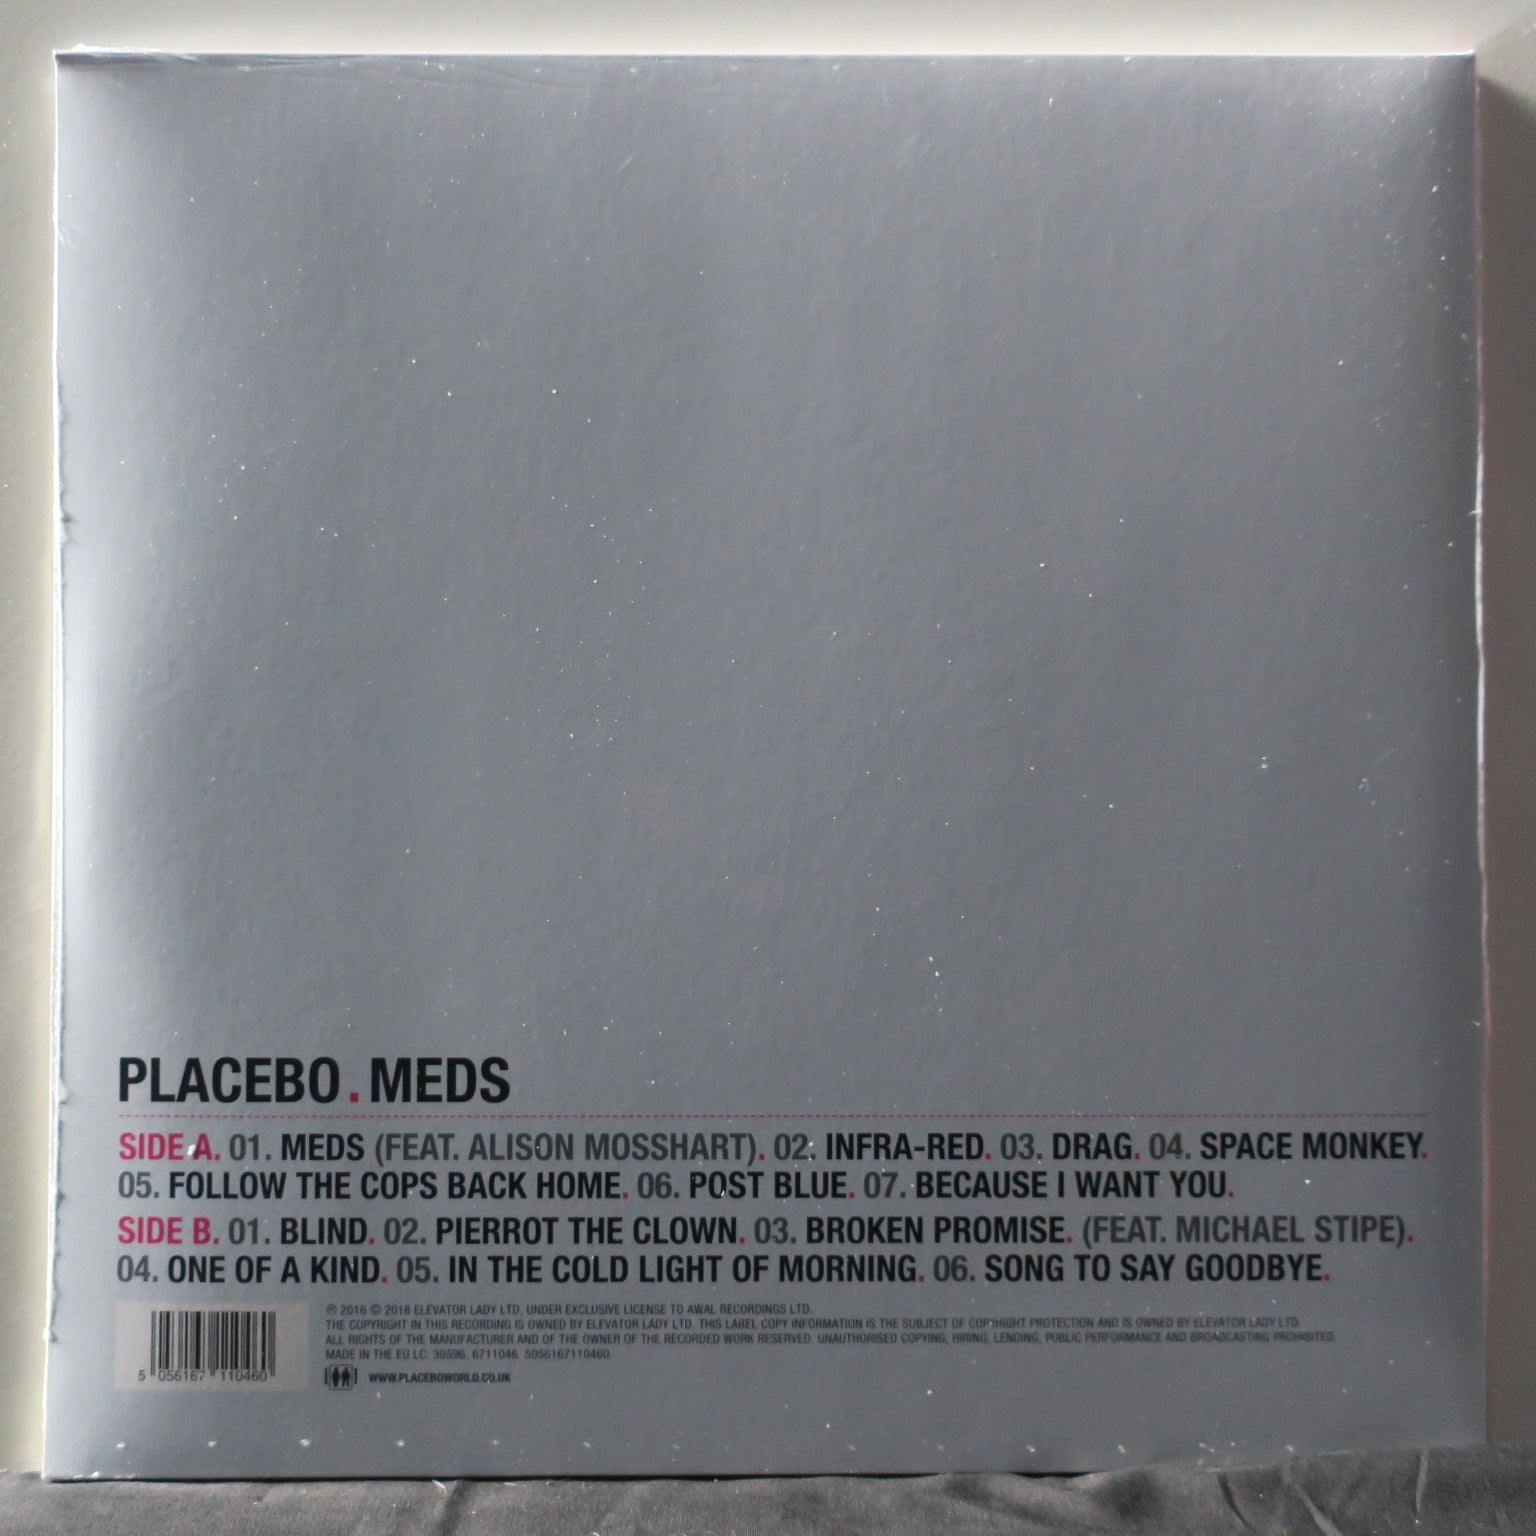 PLACEBO.MEDS
SIDE A. 01. MEDS (FEAT. ALISON MOSSHART). 02. INFRA-RED. 03. DRAG. 04. SPACE MONKEY.
05. FOLLOW THE COPS BACK HOME. 06. POST BLUE. 07. BECAUSE I WANT YOU.
SIDE B. 01. BLIND. 02. PIERROT THE CLOWN. 03. BROKEN PROMISE. (FEAT. MICHAEL STIPE).
04. ONE OF A KIND. 05. IN THE COLD LIGHT OF MORNING. 06. SONG TO SAY GOODBYE.
℗ 2016 © 2018 ELEVATOR LADY LTD, UNDER EXCLUSIVE LICENSE TO AWAL RECORDINGS LTD.
THE COPYRIGHT IN THIS RECORDING IS OWNED BY ELEVATOR LADY LTD. THIS LABEL COPY INFORMATION IS THE SUBJECT OF COPYRIGHT PROTECTION AND IS OWNED BY ELEVATOR LADY LTD.
ALL RIGHTS OF THE MANUFACTURER AND OF THE OWNER OF THE RECORDED WORK RESERVED. UNAUTHORISED COPYING, HIRING, LENDING, PUBLIC PERFORMANCE AND BROADCASTING PROHIBITED.
MADE IN THE EU LC: 30596. 6711046. 5056167110460.
5 056167 110460
WWW.PLACEBOWORLD.CO.UK